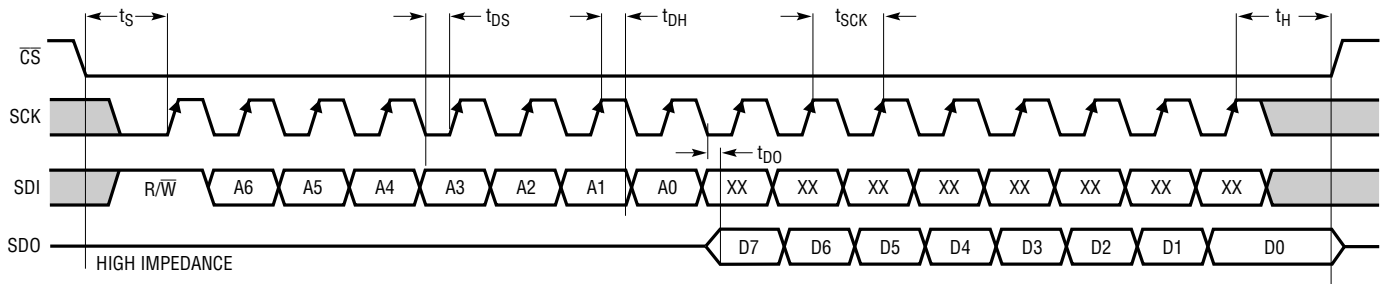 tS tDS tDH tSCK tH
C̅S̅
SCK
tDO
SDI R/W̅ A6 A5 A4 A3 A2 A1 A0 XX XX XX XX XX XX XX XX
SDO D7 D6 D5 D4 D3 D2 D1 D0
HIGH IMPEDANCE